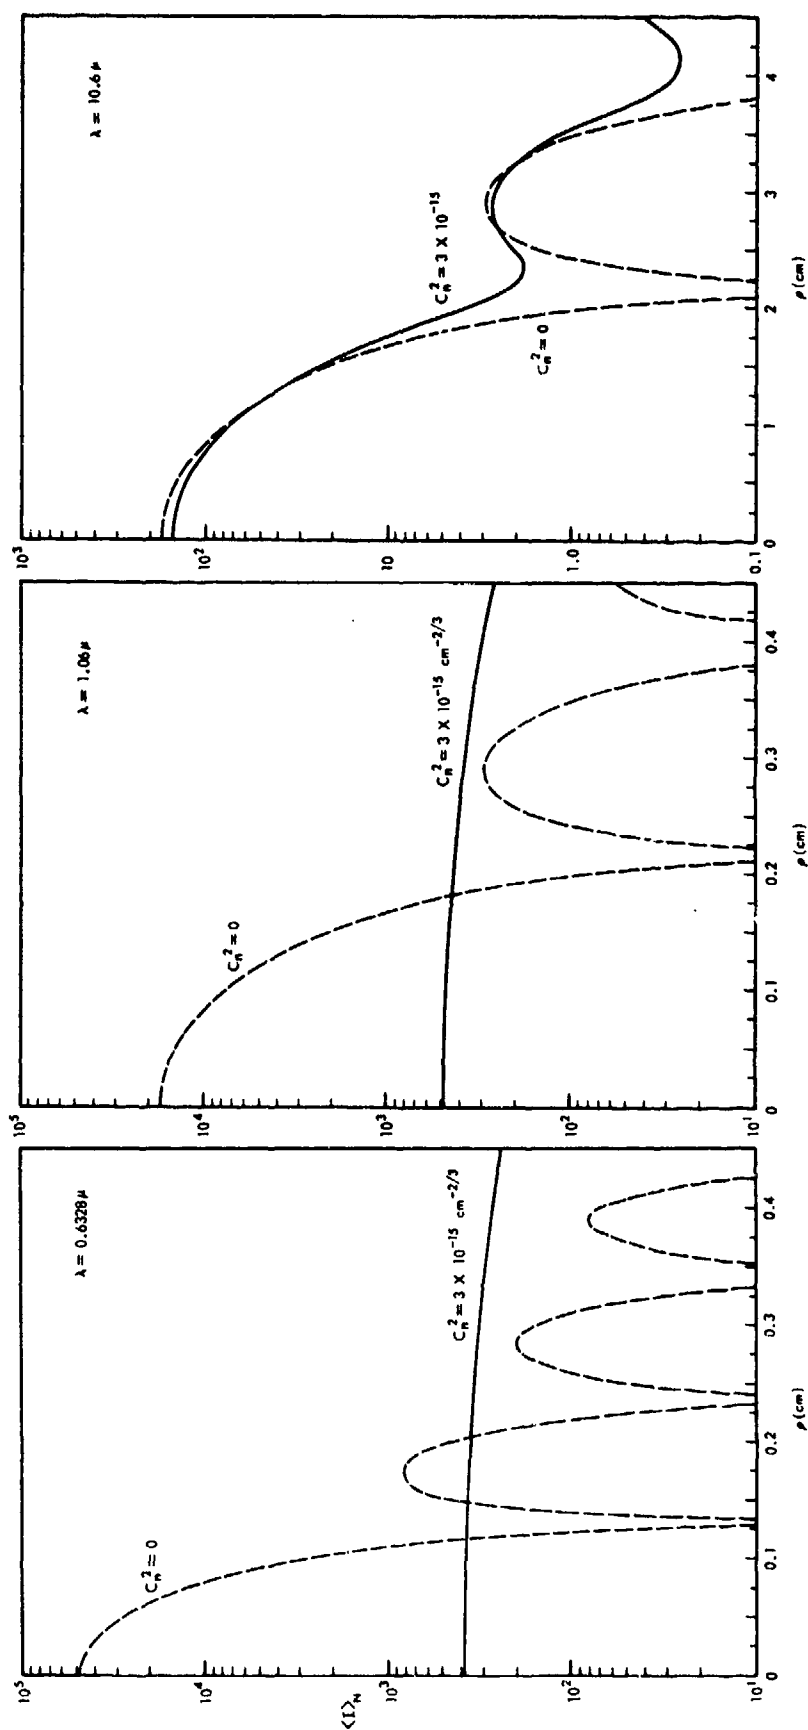 ⟨I⟩_N
10^5
10^4
10^3
10^2
10^1
λ = 0.6328μ
C_n^2 = 0
C_n^2 = 3 X 10^-15 cm^-2/3
0
0.1
0.2
0.3
0.4
ρ (cm)
10^5
10^4
10^3
10^2
10^1
λ = 1.06μ
C_n^2 = 0
C_n^2 = 3 X 10^-15 cm^-2/3
0
0.1
0.2
0.3
0.4
ρ (cm)
10^3
10^2
10
1.0
0.1
λ = 10.6μ
C_n^2 = 3 X 10^-15
C_n^2 = 0
0
1
2
3
4
ρ (cm)